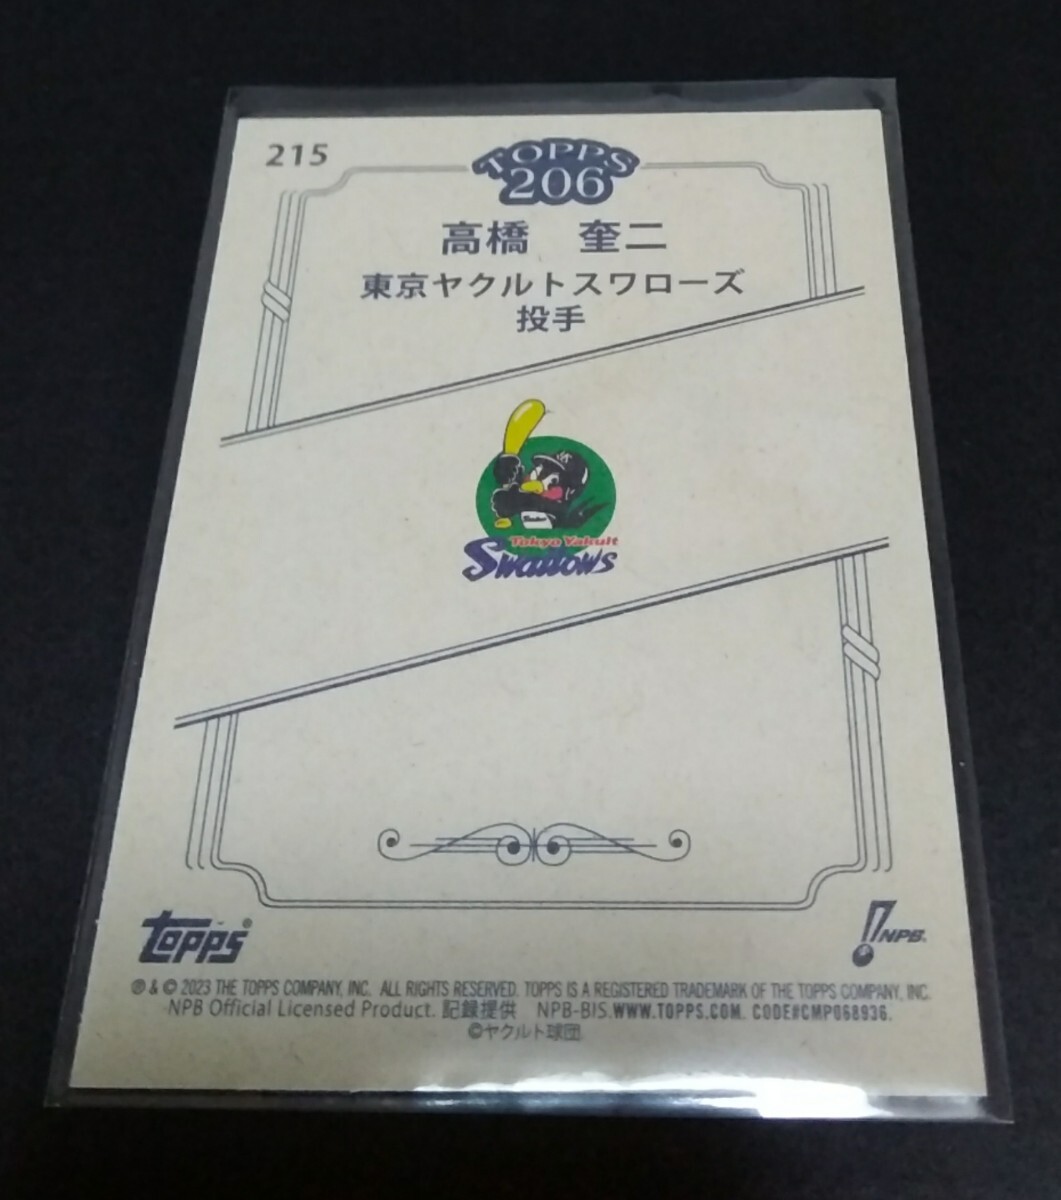 215
TOPPS
206
高橋 奎二
東京ヤクルトスワローズ
投手
Tokyo Yakult
Swallows
topps®
NPB.
℗ & © 2023 THE TOPPS COMPANY, INC. ALL RIGHTS RESERVED. TOPPS IS A REGISTERED TRADEMARK OF THE TOPPS COMPANY, INC.
NPB Official Licensed Product. 記録提供 NPB-BIS.WWW.TOPPS.COM. CODE#CMP068936.
©ヤクルト球団